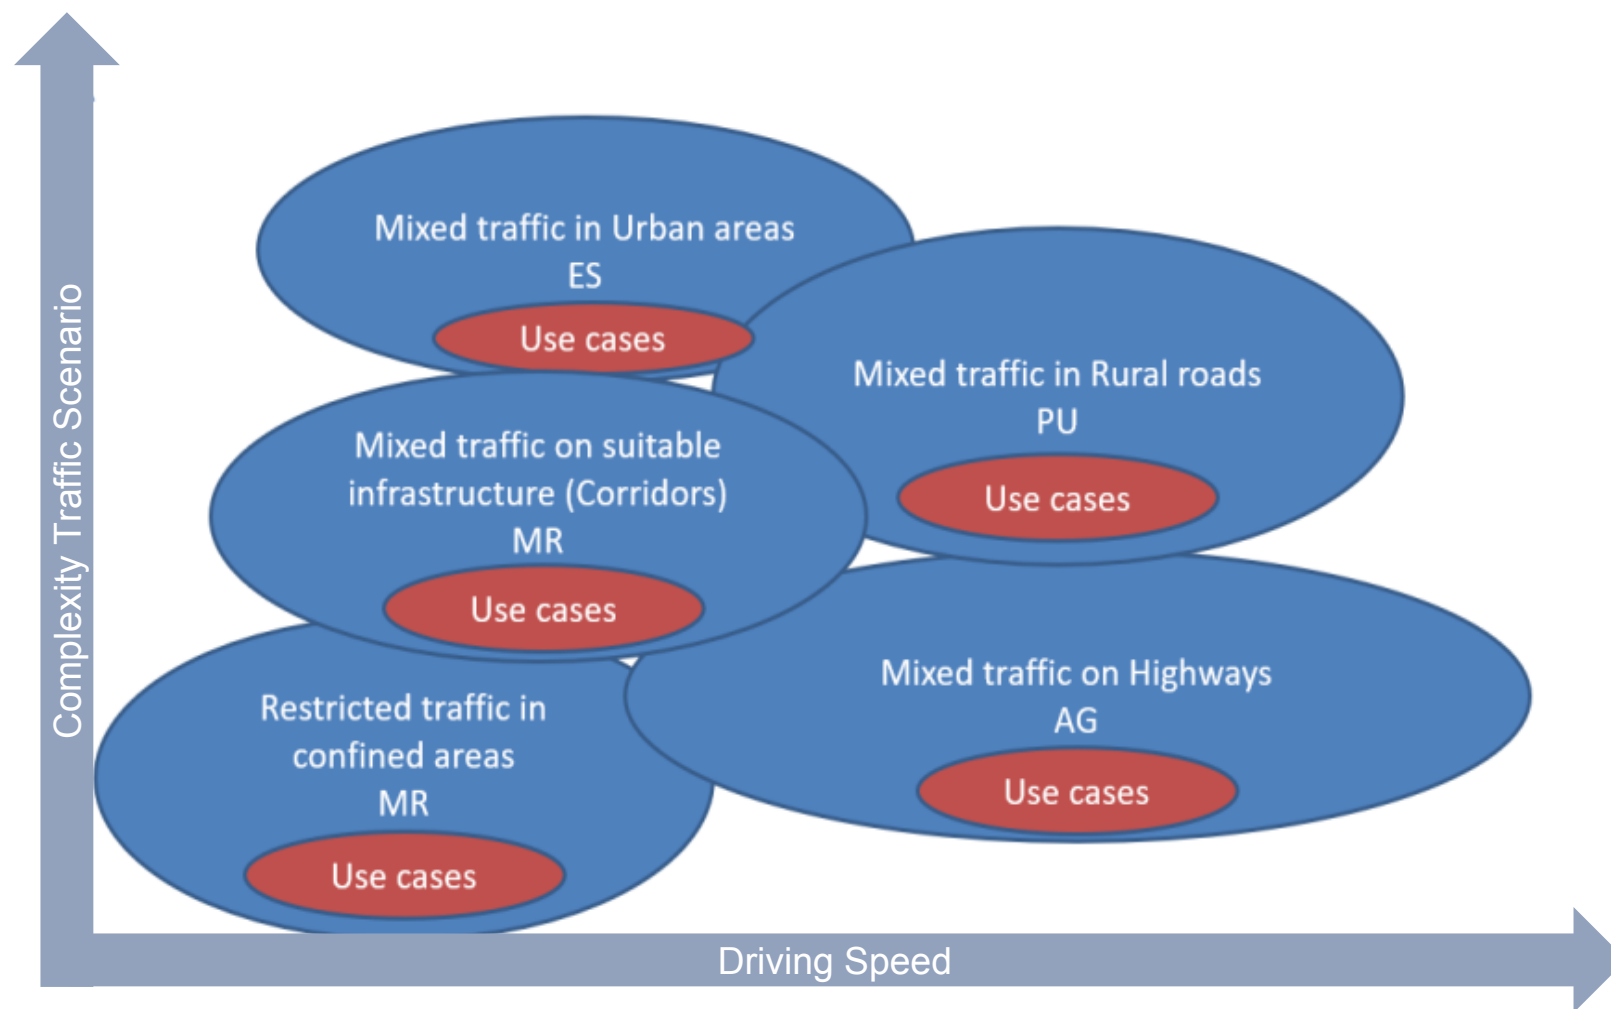 Complexity Traffic Scenario
Mixed traffic in Urban areas
ES
Use cases
Mixed traffic in Rural roads
PU
Use cases
Mixed traffic on suitable
infrastructure (Corridors)
MR
Use cases
Mixed traffic on Highways
AG
Use cases
Restricted traffic in
confined areas
MR
Use cases
Driving Speed